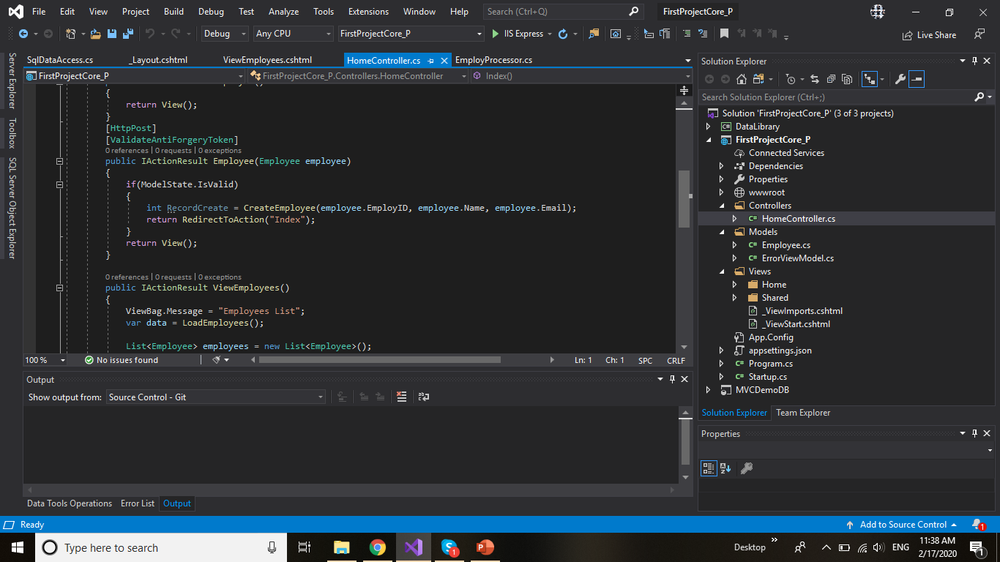 File Edit View Project Build Debug Test Analyze Tools Extensions Window Help Search (Ctrl+Q) FirstProjectCore_P
Debug Any CPU FirstProjectCore_P IIS Express Live Share
Server Explorer
Toolbox
SQL Server Object Explorer
SqlDataAccess.cs _Layout.cshtml ViewEmployees.cshtml HomeController.cs EmployProcessor.cs
FirstProjectCore_P FirstProjectCore_P.Controllers.HomeController Index()
{
return View();
}
[HttpPost]
[ValidateAntiForgeryToken]
0 references | 0 requests | 0 exceptions
public IActionResult Employee(Employee employee)
{
if(ModelState.IsValid)
{
int RecordCreate = CreateEmployee(employee.EmployID, employee.Name, employee.Email);
return RedirectToAction("Index");
}
return View();
}
0 references | 0 requests | 0 exceptions
public IActionResult ViewEmployees()
{
ViewBag.Message = "Employees List";
var data = LoadEmployees();
List<Employee> employees = new List<Employee>();
100 % No issues found Ln: 1 Ch: 1 SPC CRLF
Output
Show output from: Source Control - Git
Data Tools Operations Error List Output
Solution Explorer
Search Solution Explorer (Ctrl+;)
Solution 'FirstProjectCore_P' (3 of 3 projects)
DataLibrary
FirstProjectCore_P
Connected Services
Dependencies
Properties
wwwroot
Controllers
C# HomeController.cs
Models
C# Employee.cs
C# ErrorViewModel.cs
Views
Home
Shared
_ViewImports.cshtml
_ViewStart.cshtml
App.Config
appsettings.json
C# Program.cs
C# Startup.cs
MVCDemoDB
Solution Explorer Team Explorer
Properties
Ready Add to Source Control 1
Type here to search 1 Desktop ENG 11:38 AM 2/17/2020 1